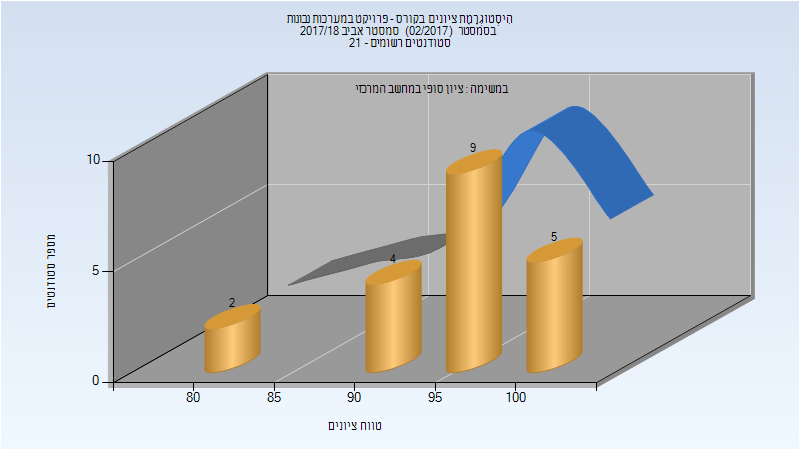 היסטוגרמת ציונים בקורס - פרויקט במערכות נבונות
בסמסטר (02/2017) סמסטר אביב 2017/18
סטודנטים רשומים - 21
במשימה : ציון סופי במחשב המרכזי
מספר סטודנטים
10
5
0
2
4
9
5
80
85
90
95
100
טווח ציונים